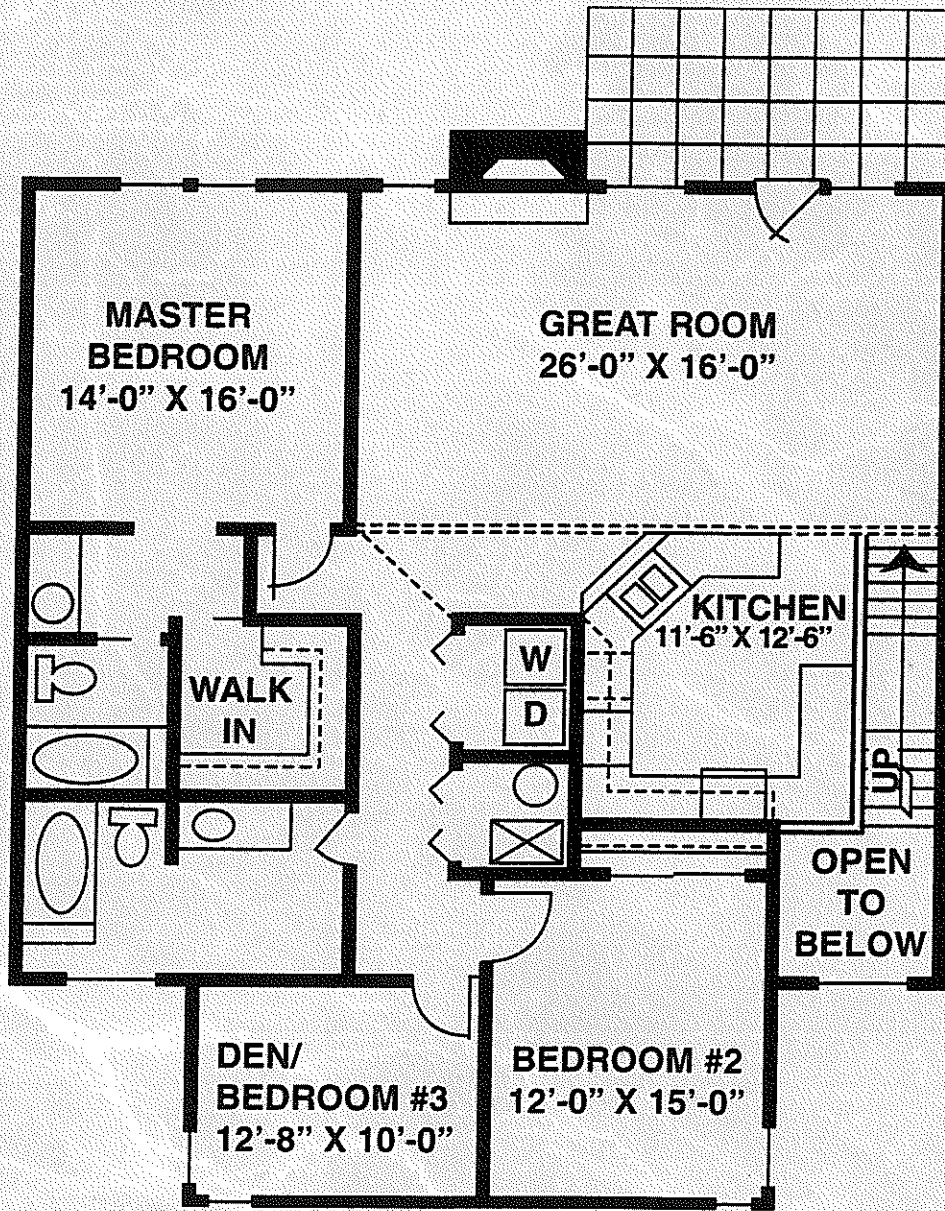 MASTER
BEDROOM
14’-0” X 16’-0”
GREAT ROOM
26’-0” X 16’-0”
KITCHEN
11’-6” X 12’-6”
W
D
WALK
IN
UP
OPEN
TO
BELOW
DEN/
BEDROOM #3
12’-8” X 10’-0”
BEDROOM #2
12’-0” X 15’-0”